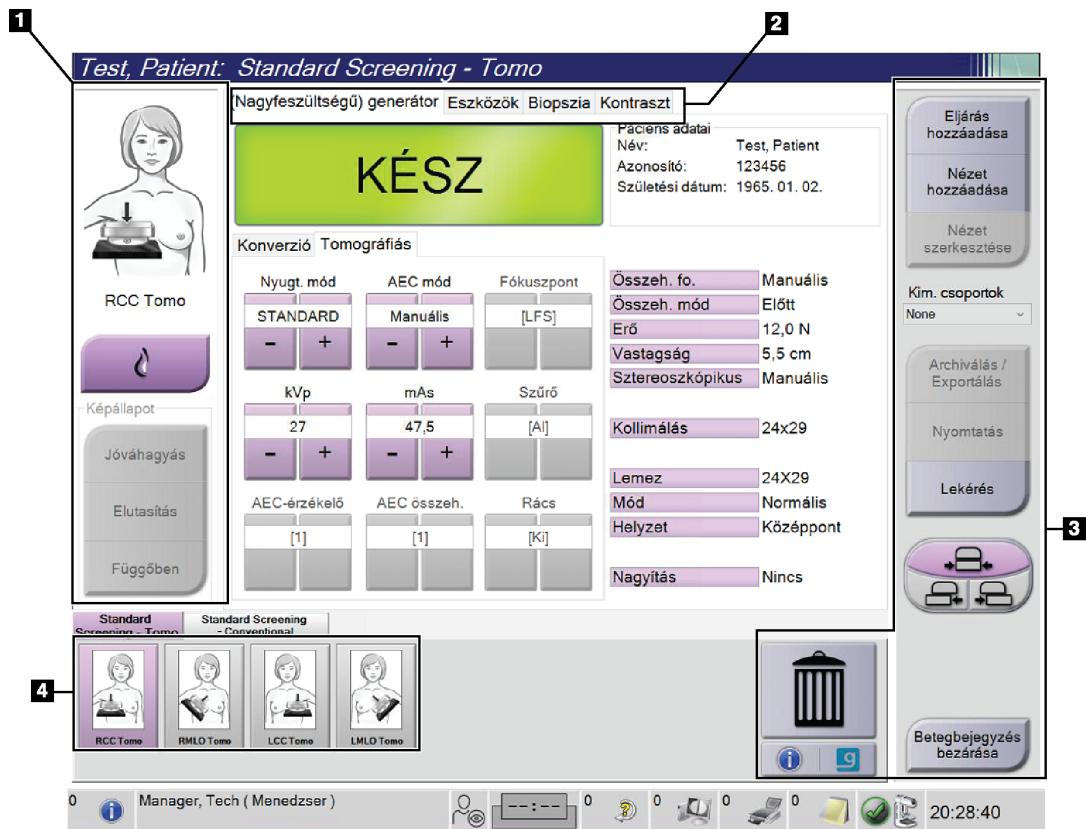 1
2
Test, Patient: Standard Screening - Tomo
(Nagyfeszültségű) generátor Eszközök Biopszia Kontraszt
KÉSZ
Páciens adatai
Név: Test, Patient
Azonosító: 123456
Születési dátum: 1965. 01. 02.
RCC Tomo
Képállapot
Jóváhagyás
Elutasítás
Függőben
Konverzió Tomográfiás
Nyugt. mód AEC mód Fókuszpont
STANDARD Manuális [LFS]
- + - +
kVp mAs Szűrő
27 47,5 [Al]
- + - +
AEC-érzékelő AEC összeh. Rács
[1] [1] [Ki]
Összeh. fo. Manuális
Összeh. mód Előtt
Erő 12,0 N
Vastagság 5,5 cm
Sztereoszkópikus Manuális
Kollimálás 24x29
Lemez 24X29
Mód Normális
Helyzet Középpont
Nagyítás Nincs
Eljárás
hozzáadása
Nézet
hozzáadása
Nézet
szerkesztése
Kim. csoportok
None
Archiválás /
Exportálás
Nyomtatás
Lekérés
3
Betegbejegyzés
bezárása
Standard
Screening - Tomo
Standard Screening
- Conventional
4
RCC Tomo RMLO Tomo LCC Tomo LMLO Tomo
i g
0 i Manager, Tech ( Menedzser ) --:-- 0 ? 0 0 0 20:28:40